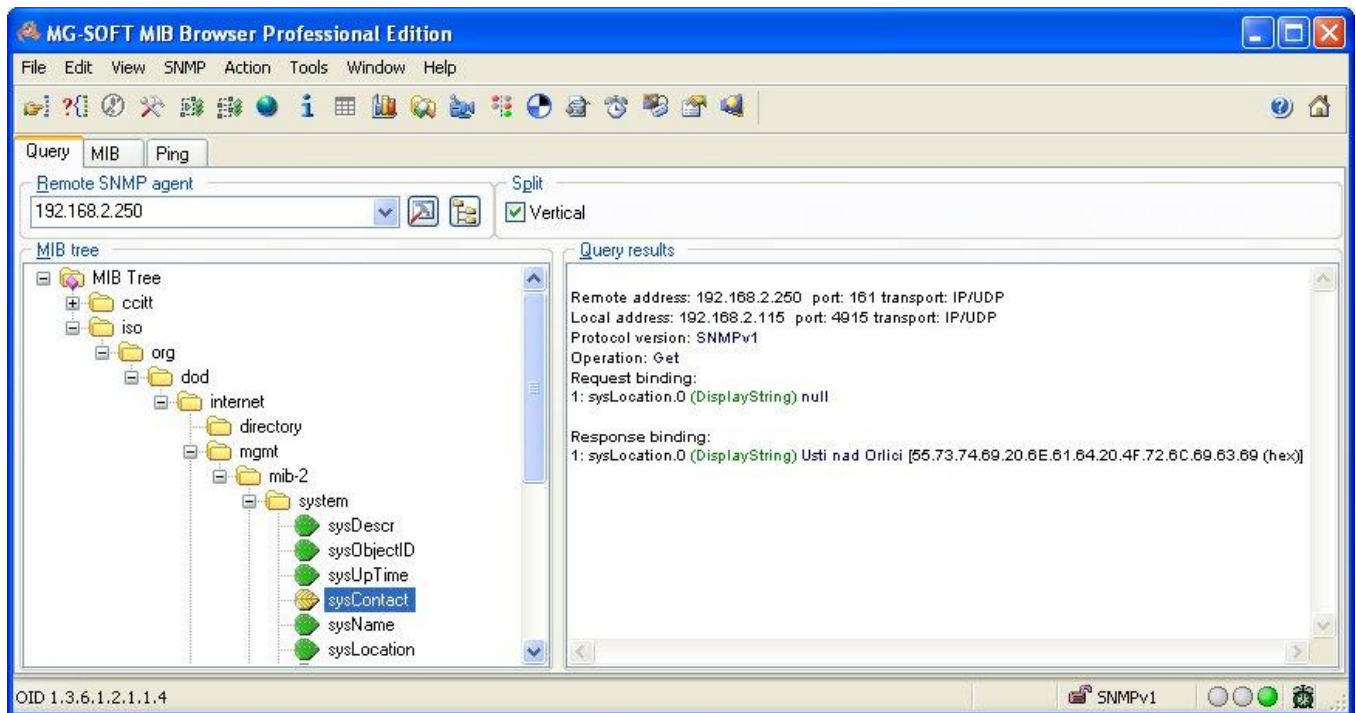 MG-SOFT MIB Browser Professional Edition
File Edit View SNMP Action Tools Window Help
Query MIB Ping
Remote SNMP agent
Split
192.168.2.250
Vertical
MIB tree
Query results
MIB Tree
ccitt
iso
org
dod
internet
directory
mgmt
mib-2
system
sysDescr
sysObjectID
sysUpTime
sysContact
sysName
sysLocation
Remote address: 192.168.2.250 port: 161 transport: IP/UDP
Local address: 192.168.2.115 port: 4915 transport: IP/UDP
Protocol version: SNMPv1
Operation: Get
Request binding:
1: sysLocation.0 (DisplayString) null
Response binding:
1: sysLocation.0 (DisplayString) Usti nad Orlici [55.73.74.69.20.6E.61.64.20.4F.72.6C.69.63.69 (hex)]
OID 1.3.6.1.2.1.1.4
SNMPv1